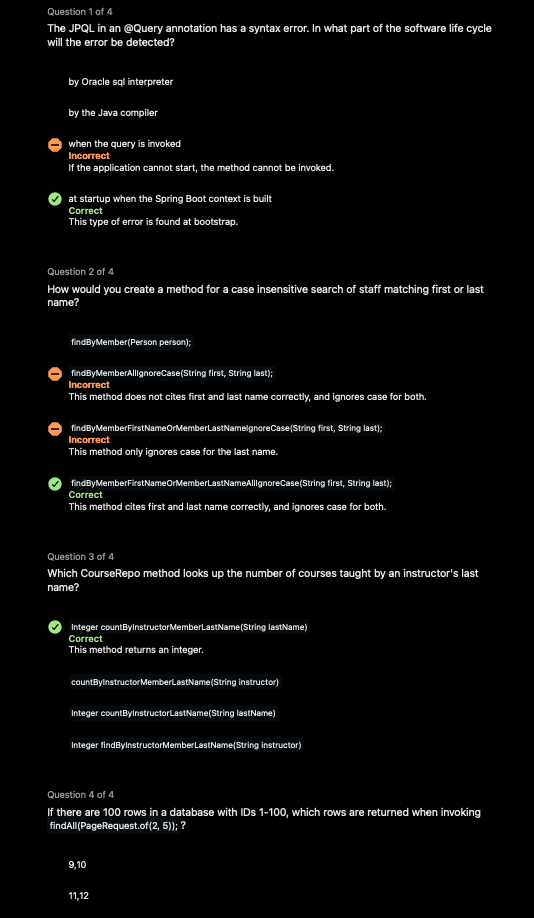 Question 1 of 4
The JPQL in an @Query annotation has a syntax error. In what part of the software life cycle
will the error be detected?
by Oracle sql interpreter
by the Java compiler
when the query is invoked
Incorrect
If the application cannot start, the method cannot be invoked.
at startup when the Spring Boot context is built
Correct
This type of error is found at bootstrap.
Question 2 of 4
How would you create a method for a case insensitive search of staff matching first or last
name?
findByMember(Person person);
findByMemberAllIgnoreCase(String first, String last);
Incorrect
This method does not cites first and last name correctly, and ignores case for both.
findByMemberFirstNameOrMemberLastNameIgnoreCase(String first, String last);
Incorrect
This method only ignores case for the last name.
findByMemberFirstNameOrMemberLastNameAllIgnoreCase(String first, String last);
Correct
This method cites first and last name correctly, and ignores case for both.
Question 3 of 4
Which CourseRepo method looks up the number of courses taught by an instructor's last
name?
Integer countByInstructorMemberLastName(String lastName)
Correct
This method returns an integer.
countByInstructorMemberLastName(String instructor)
Integer countByInstructorLastName(String lastName)
Integer findByInstructorMemberLastName(String instructor)
Question 4 of 4
If there are 100 rows in a database with IDs 1-100, which rows are returned when invoking
findAll(PageRequest.of(2, 5)); ?
9,10
11,12